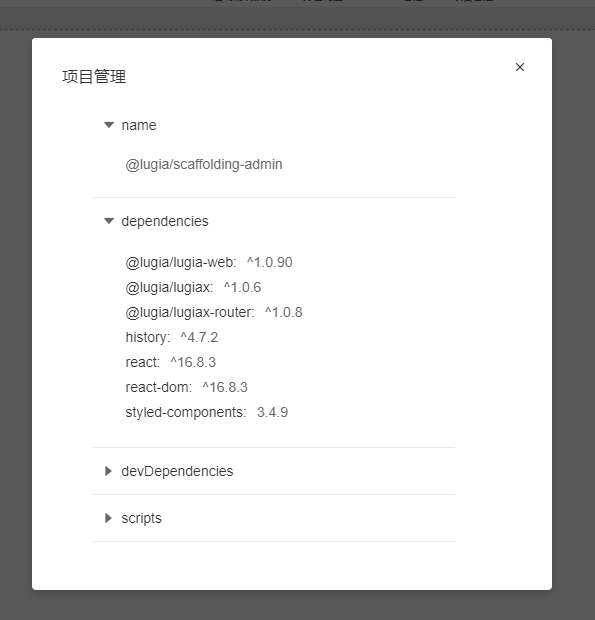 项目管理
name
@lugia/scaffolding-admin
dependencies
@lugia/lugia-web: ^1.0.90
@lugia/lugiax: ^1.0.6
@lugia/lugiax-router: ^1.0.8
history: ^4.7.2
react: ^16.8.3
react-dom: ^16.8.3
styled-components: 3.4.9
devDependencies
scripts